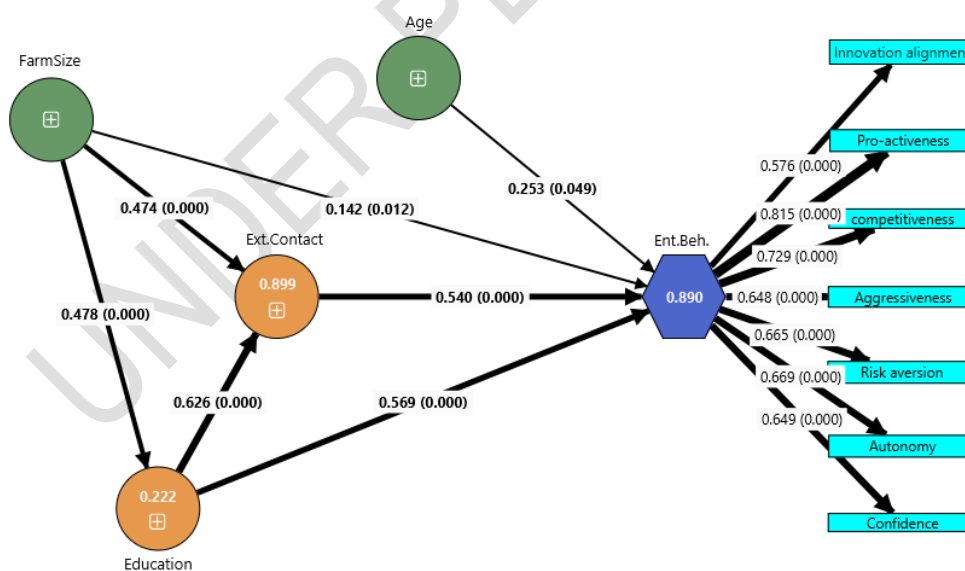 Age
FarmSize
Innovation alignmen
Pro-activeness
0.576 (0.000)
0.253 (0.049)
0.474 (0.000)
0.142 (0.012)
0.815 (0.000)
competitiveness
Ext.Contact
Ent.Beh.
0.729 (0.000)
0.899
0.540 (0.000)
0.890
0.648 (0.000)
Aggressiveness
0.478 (0.000)
0.665 (0.000)
Risk aversion
0.669 (0.000)
0.626 (0.000)
0.569 (0.000)
0.649 (0.000)
Autonomy
0.222
Confidence
Education
UNDER P